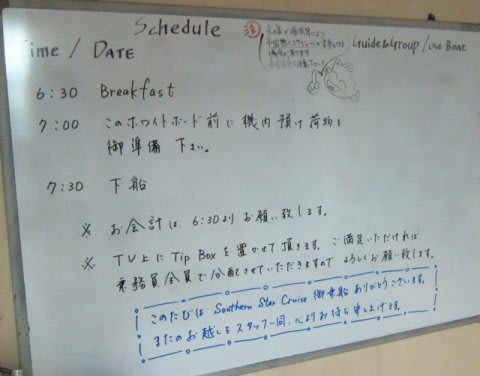 Schedule
Time / DATE
注
Guide&Group / use Boat
6:30 Breakfast
7:00 このホワイトボード前に機内預け荷物を
御準備下さい。
7:30 下船
※ お会計は 6:30より お願い致します。
※ TV上に Tip Box を置かせて頂きます。ご満足いただければ
乗務員全員で分配させていただきますので よろしくお願い致します。
このたびは Southern Star Cruise 御乗船ありがとうございます。
またのお越しをスタッフ一同、心よりお待ち申し上げます。